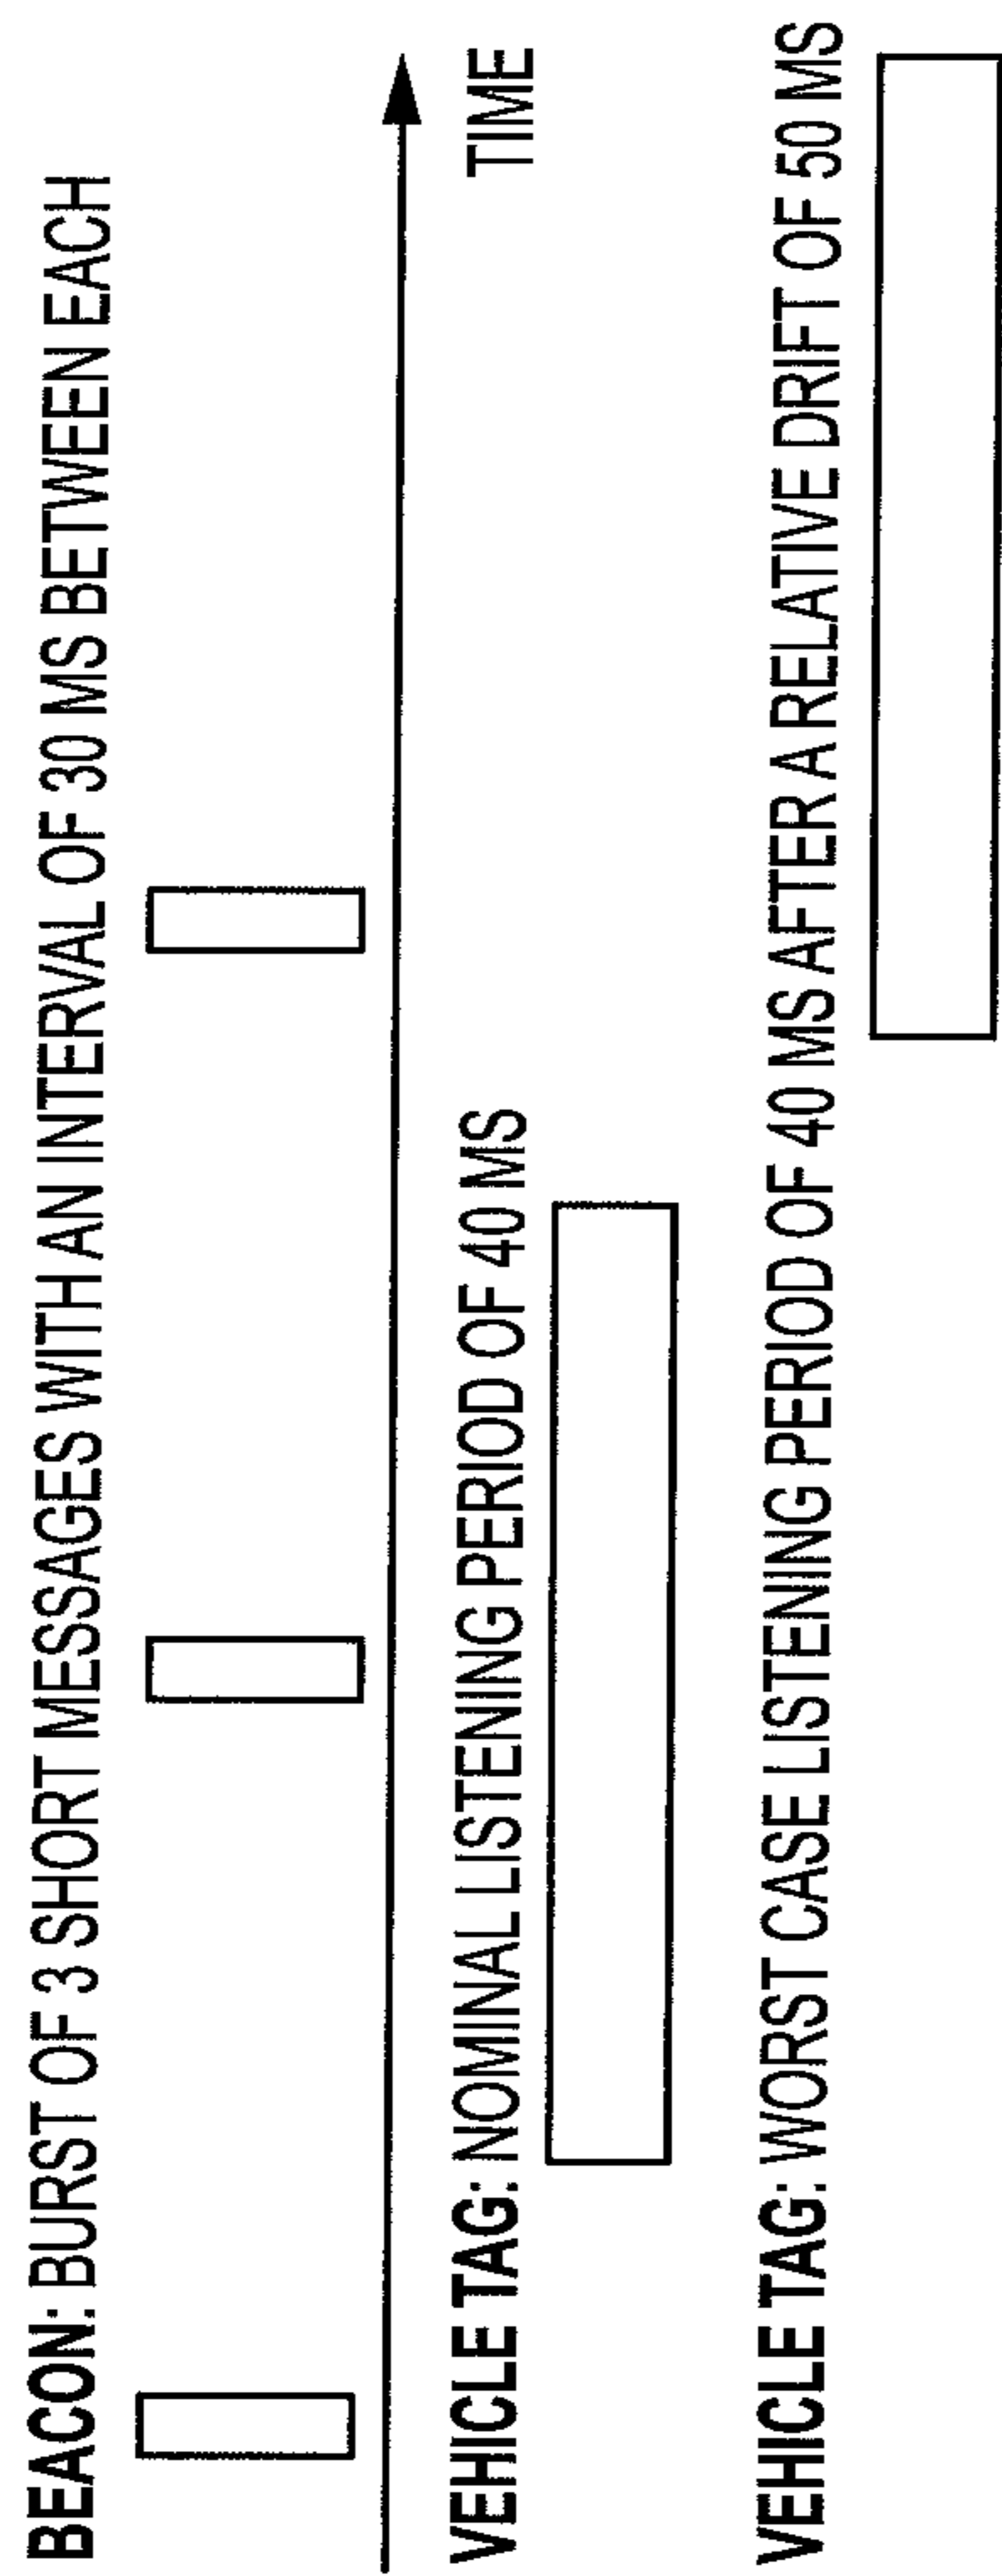 BEACON: BURST OF 3 SHORT MESSAGES WITH AN INTERVAL OF 30 MS BETWEEN EACH
TIME
VEHICLE TAG: NOMINAL LISTENING PERIOD OF 40 MS
VEHICLE TAG: WORST CASE LISTENING PERIOD OF 40 MS AFTER A RELATIVE DRIFT OF 50 MS